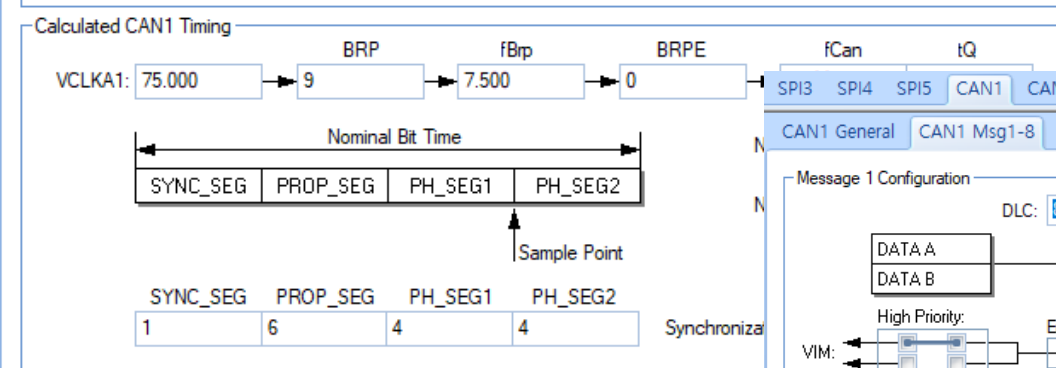 Calculated CAN1 Timing
BRP fBrp BRPE fCan tQ
VCLKA1: 75.000 9 7.500 0
SPI3 SPI4 SPI5 CAN1
CAN1 General CAN1 Msg1-8
Nominal Bit Time
SYNC_SEG PROP_SEG PH_SEG1 PH_SEG2
Sample Point
SYNC_SEG PROP_SEG PH_SEG1 PH_SEG2
1 6 4 4
Message 1 Configuration
DLC:
DATA A
DATA B
High Priority:
VIM: